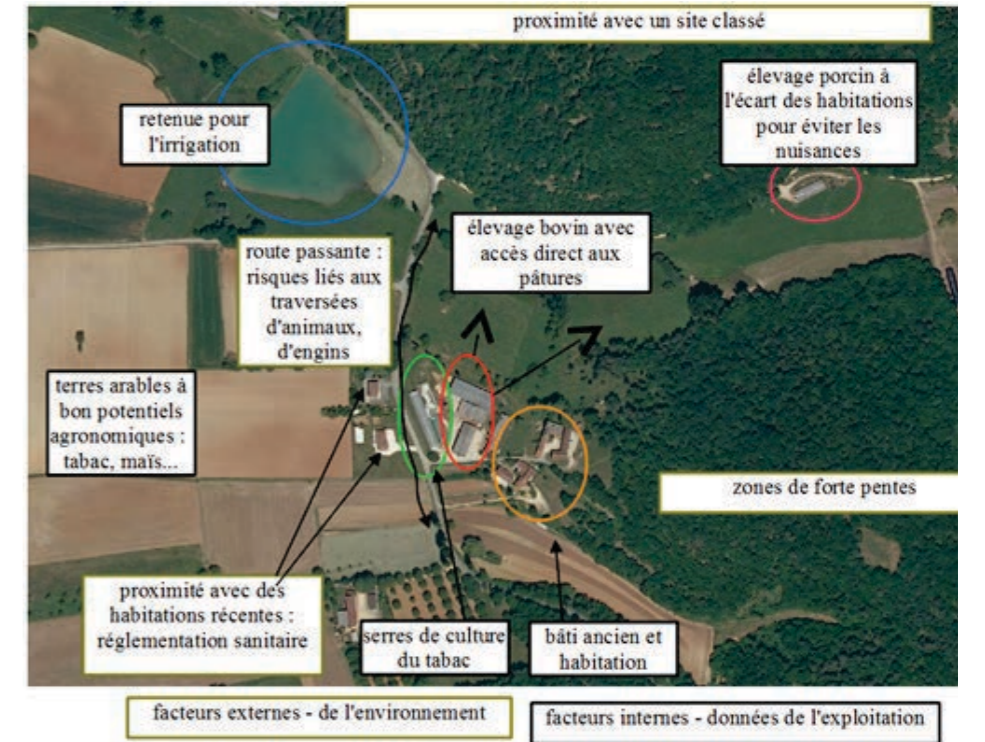 proximité avec un site classé
élevage porcin à
l'écart des habitations
pour éviter les
nuisances
retenue pour
l'irrigation
élevage bovin avec
accès direct aux
pâtures
route passante :
risques liés aux
traversées
d'animaux,
d'engins
terres arables à
bon potentiels
agronomiques :
tabac, maïs...
zones de forte pentes
proximité avec des
habitations récentes :
réglementation sanitaire
serres de culture
du tabac
bâti ancien et
habitation
facteurs externes - de l'environnement
facteurs internes - données de l'exploitation